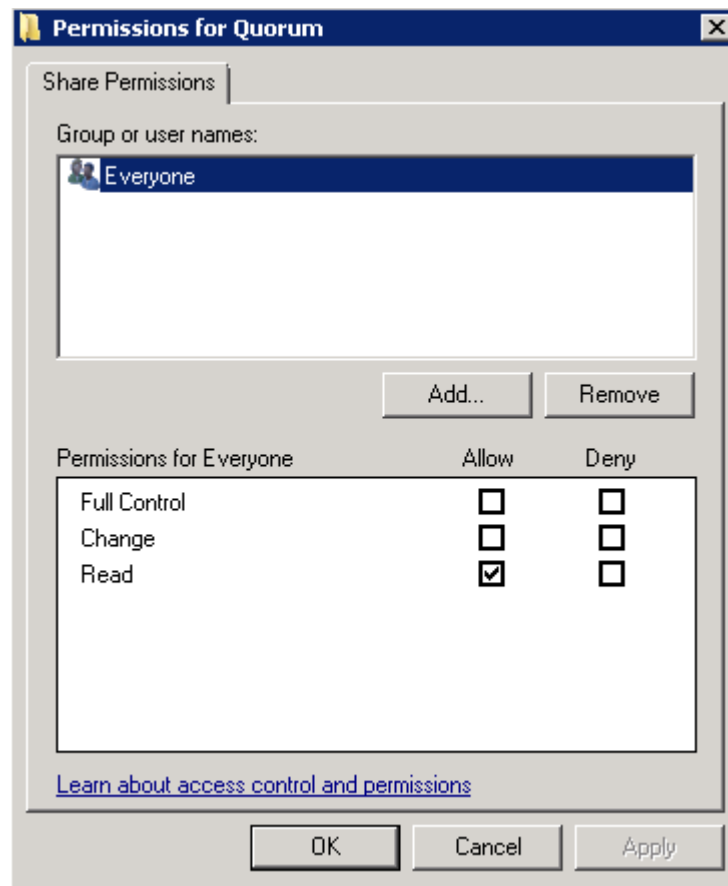 Permissions for Quorum
Share Permissions
Group or user names:
Everyone
Add... Remove
Permissions for Everyone Allow Deny
Full Control
Change
Read
Learn about access control and permissions
OK Cancel Apply